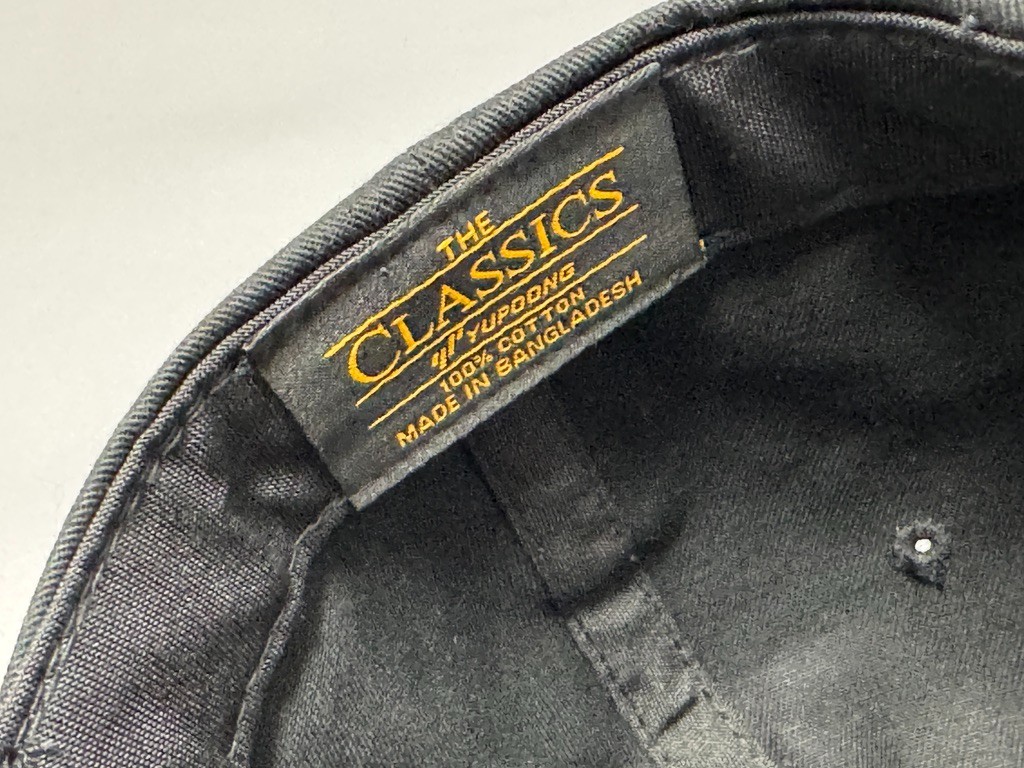 THE
CLASSICS
YUPOONG
100% COTTON
MADE IN BANGLADESH